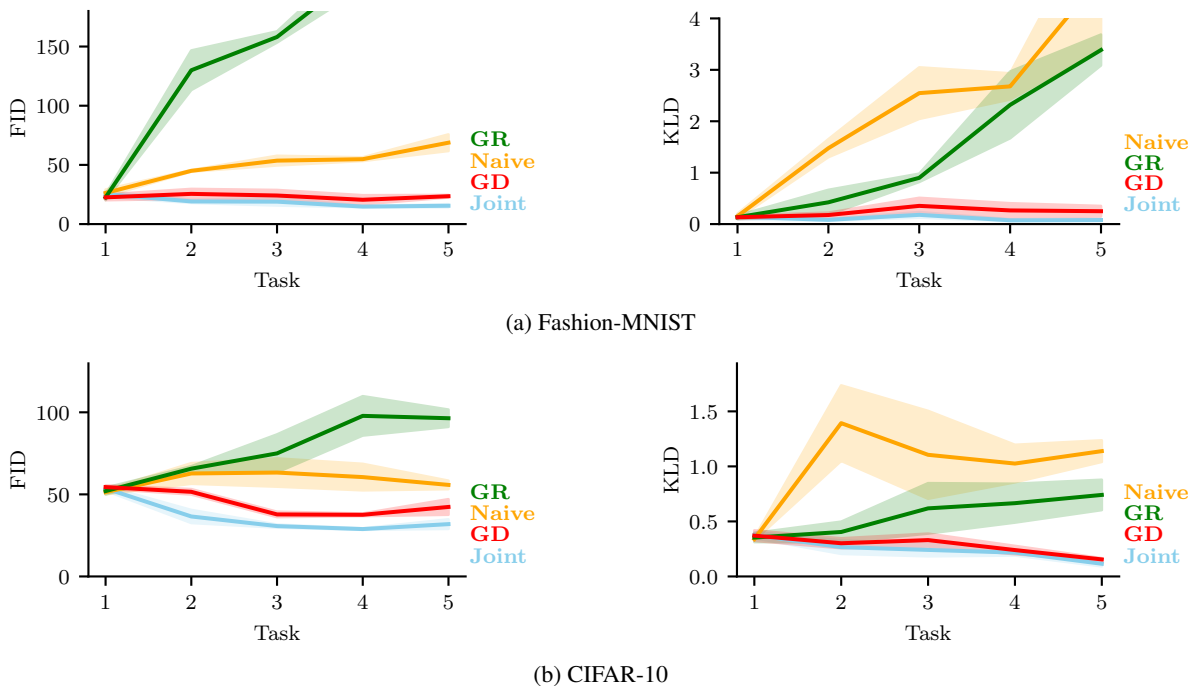 150
100
50
0
FID
1 2 3 4 5
Task
GR
Naive
GD
Joint
4
3
2
1
0
KLD
1 2 3 4 5
Task
Naive
GR
GD
Joint
(a) Fashion-MNIST
100
50
0
FID
1 2 3 4 5
Task
GR
Naive
GD
Joint
1.5
1.0
0.5
0.0
KLD
1 2 3 4 5
Task
Naive
GR
GD
Joint
(b) CIFAR-10